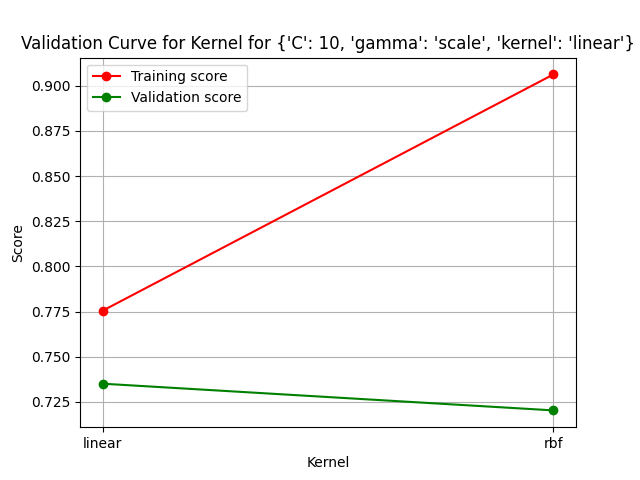 Validation Curve for Kernel for {'C': 10, 'gamma': 'scale', 'kernel': 'linear'}
Training score
Validation score
0.900
0.875
0.850
0.825
0.800
0.775
0.750
0.725
Score
linear
rbf
Kernel